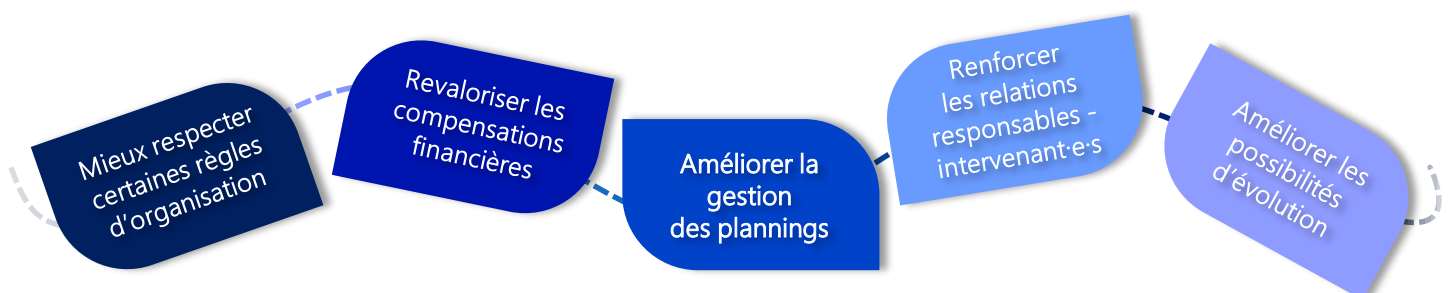 Mieux respecter
certaines règles
d’organisation
Revaloriser les
compensations
financières
Améliorer la
gestion
des plannings
Renforcer
les relations
responsables -
intervenant·e·s
Améliorer les
possibilités
d’évolution